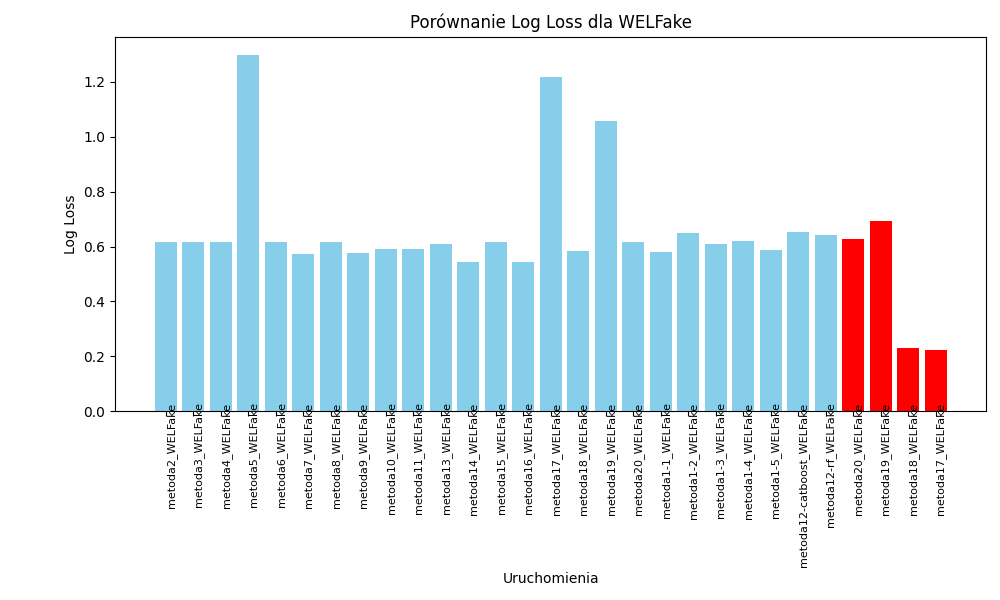 Porównanie Log Loss dla WELFake
Log Loss
1.2
1.0
0.8
0.6
0.4
0.2
0.0
metoda2_WELFake
metoda3_WELFake
metoda4_WELFake
metoda5_WELFake
metoda6_WELFake
metoda7_WELFake
metoda8_WELFake
metoda9_WELFake
metoda10_WELFake
metoda11_WELFake
metoda13_WELFake
metoda14_WELFake
metoda15_WELFake
metoda16_WELFake
metoda17_WELFake
metoda18_WELFake
metoda19_WELFake
metoda20_WELFake
metoda1-1_WELFake
metoda1-2_WELFake
metoda1-3_WELFake
metoda1-4_WELFake
metoda1-5_WELFake
metoda12-catboost_WELFake
metoda12-rf_WELFake
metoda20_WELFake
metoda19_WELFake
metoda18_WELFake
metoda17_WELFake
Uruchomienia